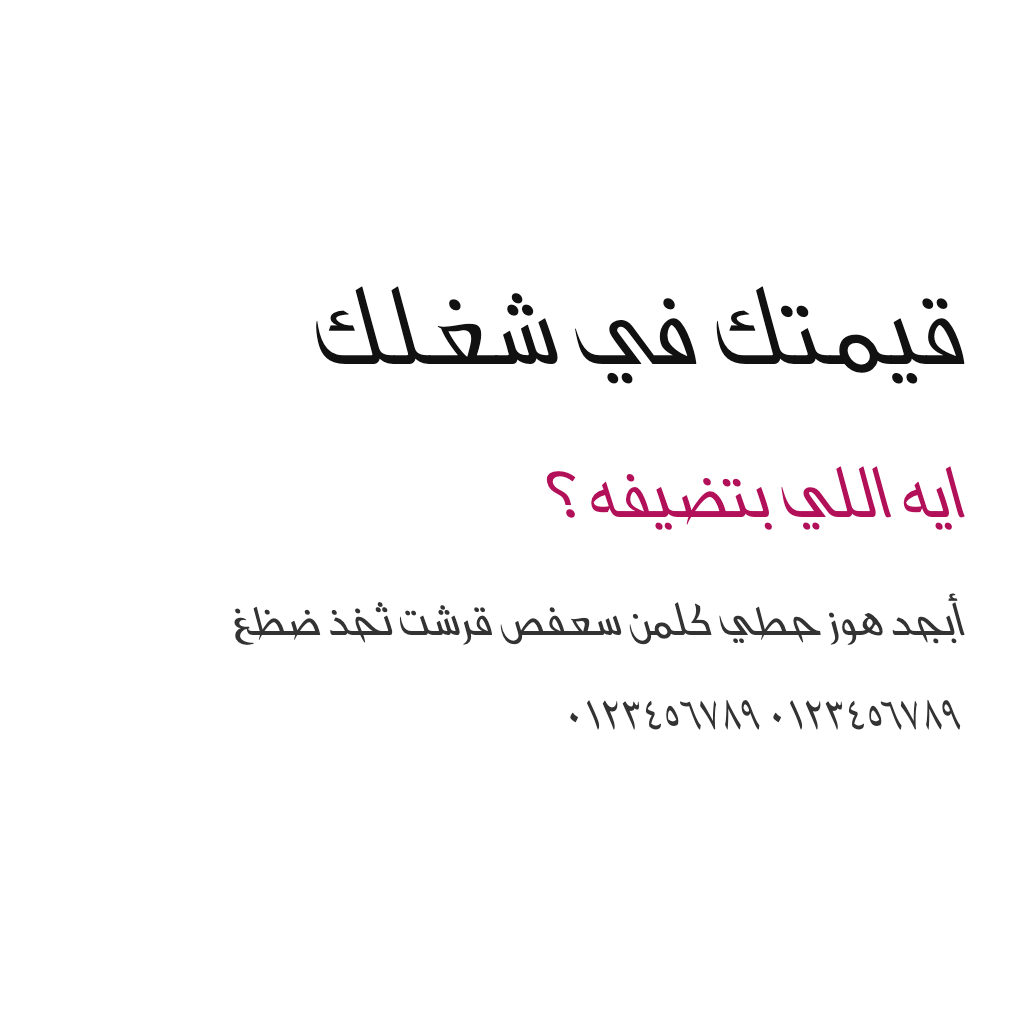 قيمتك في شغلك
ايه اللي بتضيفه ؟
أبجد هوز حطي كلمن سعفص قرشت ثخذ ضظغ
٠١٢٣٤٥٦٧٨٩ ٠١٢٣٤٥٦٧٨٩